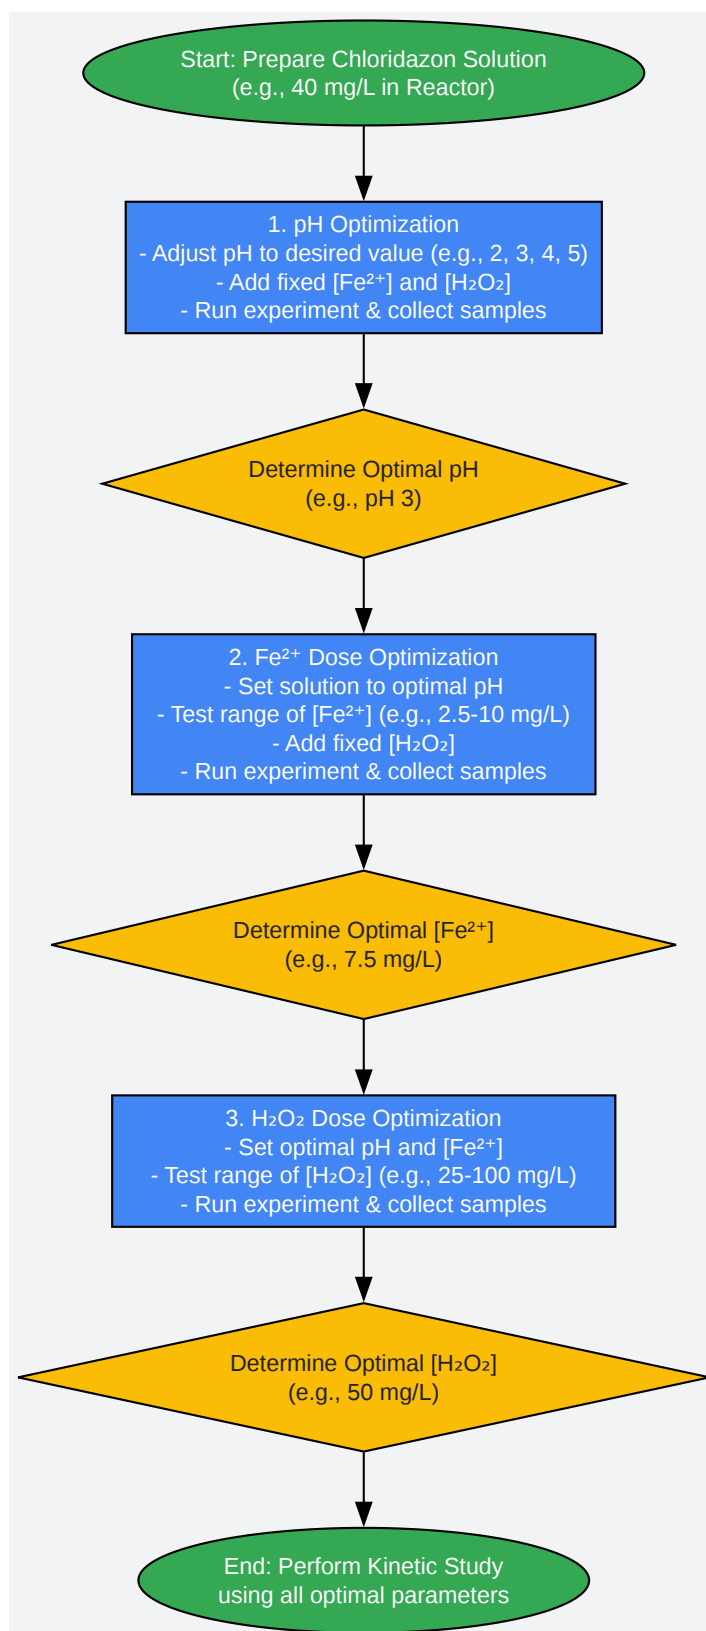 Start: Prepare Chloridazon Solution
(e.g., 40 mg/L in Reactor)
1. pH Optimization
- Adjust pH to desired value (e.g., 2, 3, 4, 5)
- Add fixed [Fe²⁺] and [H₂O₂]
- Run experiment & collect samples
Determine Optimal pH
(e.g., pH 3)
2. Fe²⁺ Dose Optimization
- Set solution to optimal pH
- Test range of [Fe²⁺] (e.g., 2.5-10 mg/L)
- Add fixed [H₂O₂]
- Run experiment & collect samples
Determine Optimal [Fe²⁺]
(e.g., 7.5 mg/L)
3. H₂O₂ Dose Optimization
- Set optimal pH and [Fe²⁺]
- Test range of [H₂O₂] (e.g., 25-100 mg/L)
- Run experiment & collect samples
Determine Optimal [H₂O₂]
(e.g., 50 mg/L)
End: Perform Kinetic Study
using all optimal parameters